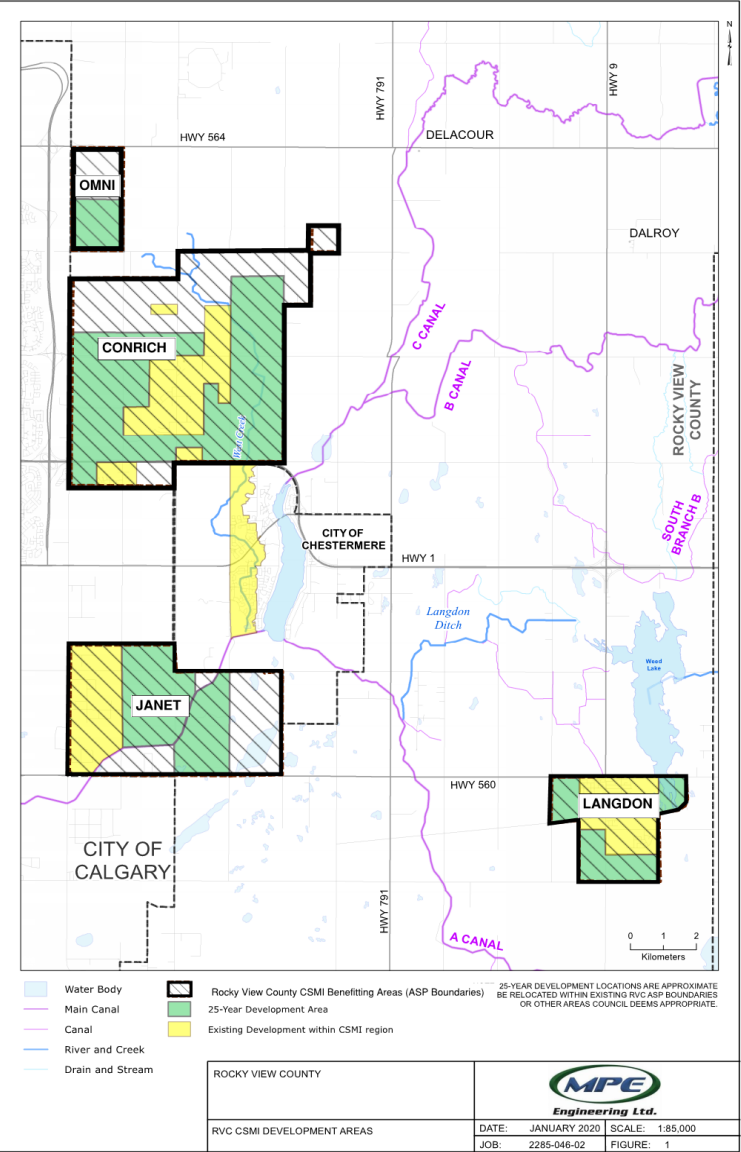 N
HWY 791
HWY 9
HWY 564
DELACOUR
OMNI
DALROY
C CANAL
CONRICH
B CANAL
ROCKY VIEW
COUNTY
West Creek
SOUTH
BRANCH B
CITY OF
CHESTERMERE
HWY 1
Langdon
Ditch
Weed
Lake
JANET
HWY 560
LANGDON
CITY OF
CALGARY
HWY 791
A CANAL
0 1 2
Kilometers
Water Body
Main Canal
Canal
River and Creek
Drain and Stream
Rocky View County CSMI Benefitting Areas (ASP Boundaries)
25-Year Development Area
Existing Development within CSMI region
25-YEAR DEVELOPMENT LOCATIONS ARE APPROXIMATE
BE RELOCATED WITHIN EXISTING RVC ASP BOUNDARIES
OR OTHER AREAS COUNCIL DEEMS APPROPRIATE.
ROCKY VIEW COUNTY
RVC CSMI DEVELOPMENT AREAS
MPE
Engineering Ltd.
DATE: JANUARY 2020 SCALE: 1:85,000
JOB: 2285-046-02 FIGURE: 1